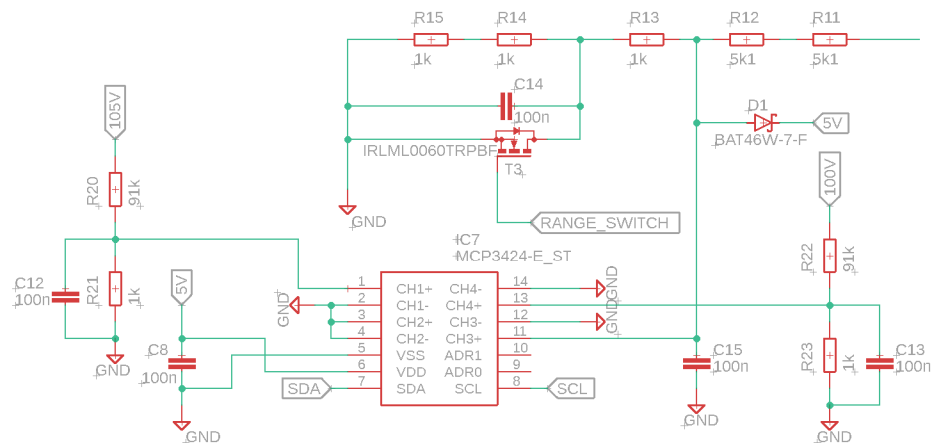 R15
R14
R13
R12
R11
1k
1k
1k
5k1
5k1
C14
100n
105V
D1
5V
BAT46W-7-F
IRLML0060TRPBF
T3
100V
R20
91k
GND
RANGE_SWITCH
C7
MCP3424-E_ST
R22
91k
C12
100n
R21
1k
5V
GND
1 CH1+ CH4- 14
2 CH1- CH4+ 13
3 CH2+ CH3- 12
4 CH2- CH3+ 11
5 VSS ADR1 10
6 VDD ADR0 9
7 SDA SCL 8
GND
GND
GND
C8
100n
SDA
SCL
C15
100n
R23
1k
C13
100n
GND
GND
GND